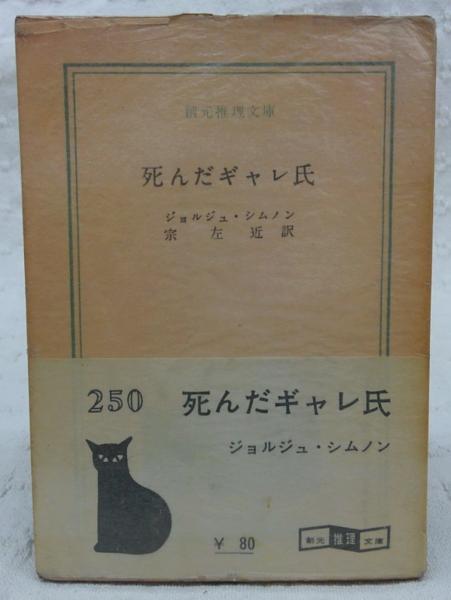 創元推理文庫
死んだギャレ氏
ジョルジュ・シムノン
宗左近訳
250 死んだギャレ氏
ジョルジュ・シムノン
¥ 80
創元推理文庫